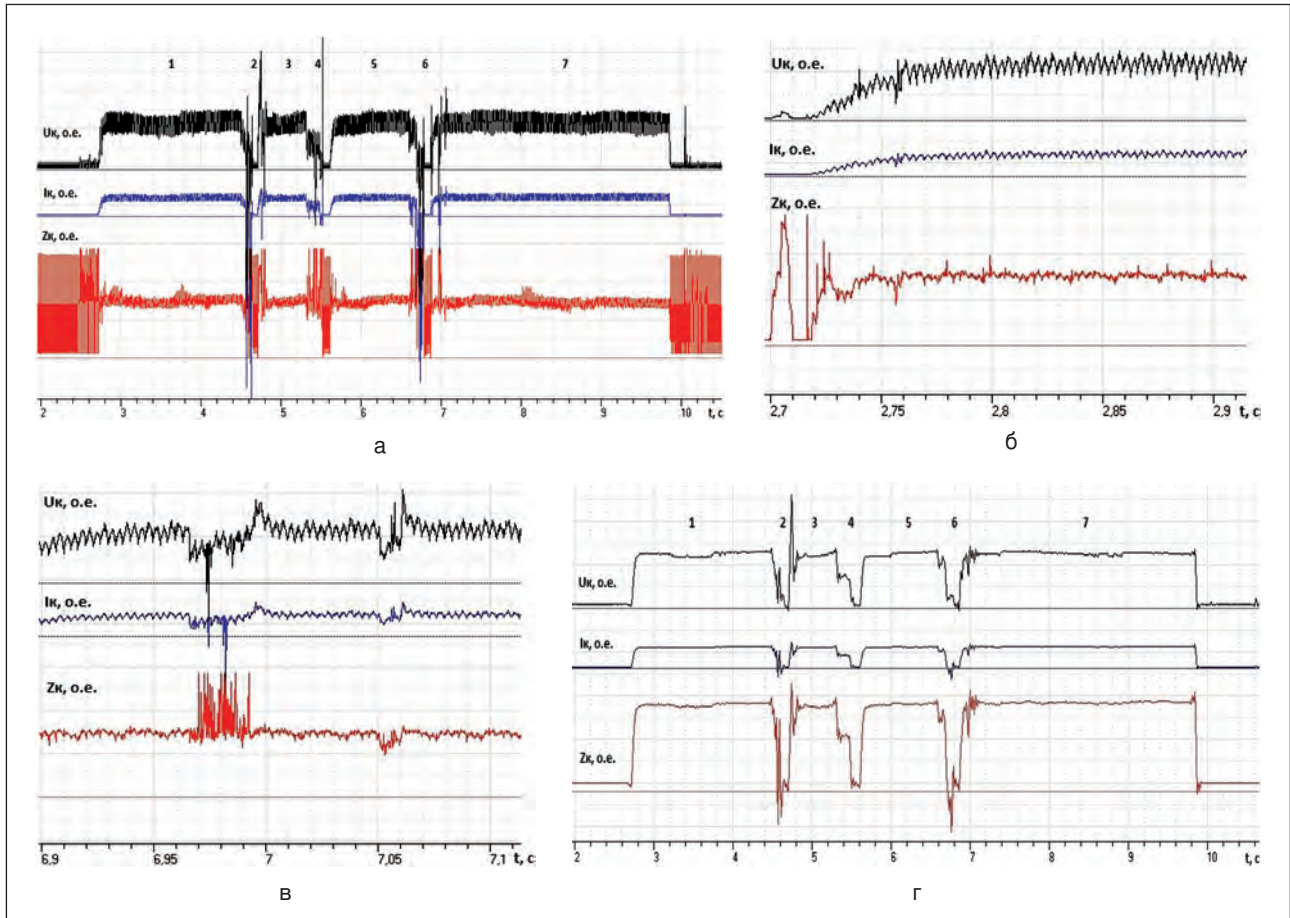 1 2 3 4 5 6 7
Uк, о.е.
Iк, о.е.
Zк, о.е.
2 3 4 5 6 7 8 9 10 t, с
а
Uк, о.е.
Iк, о.е.
Zк, о.е.
2,7 2,75 2,8 2,85 2,9 t, с
б
Uк, о.е.
Iк, о.е.
Zк, о.е.
6,9 6,95 7 7,05 7,1 t, с
в
1 2 3 4 5 6 7
Uк, о.е.
Iк, о.е.
Zк, о.е.
2 3 4 5 6 7 8 9 10 t, с
г